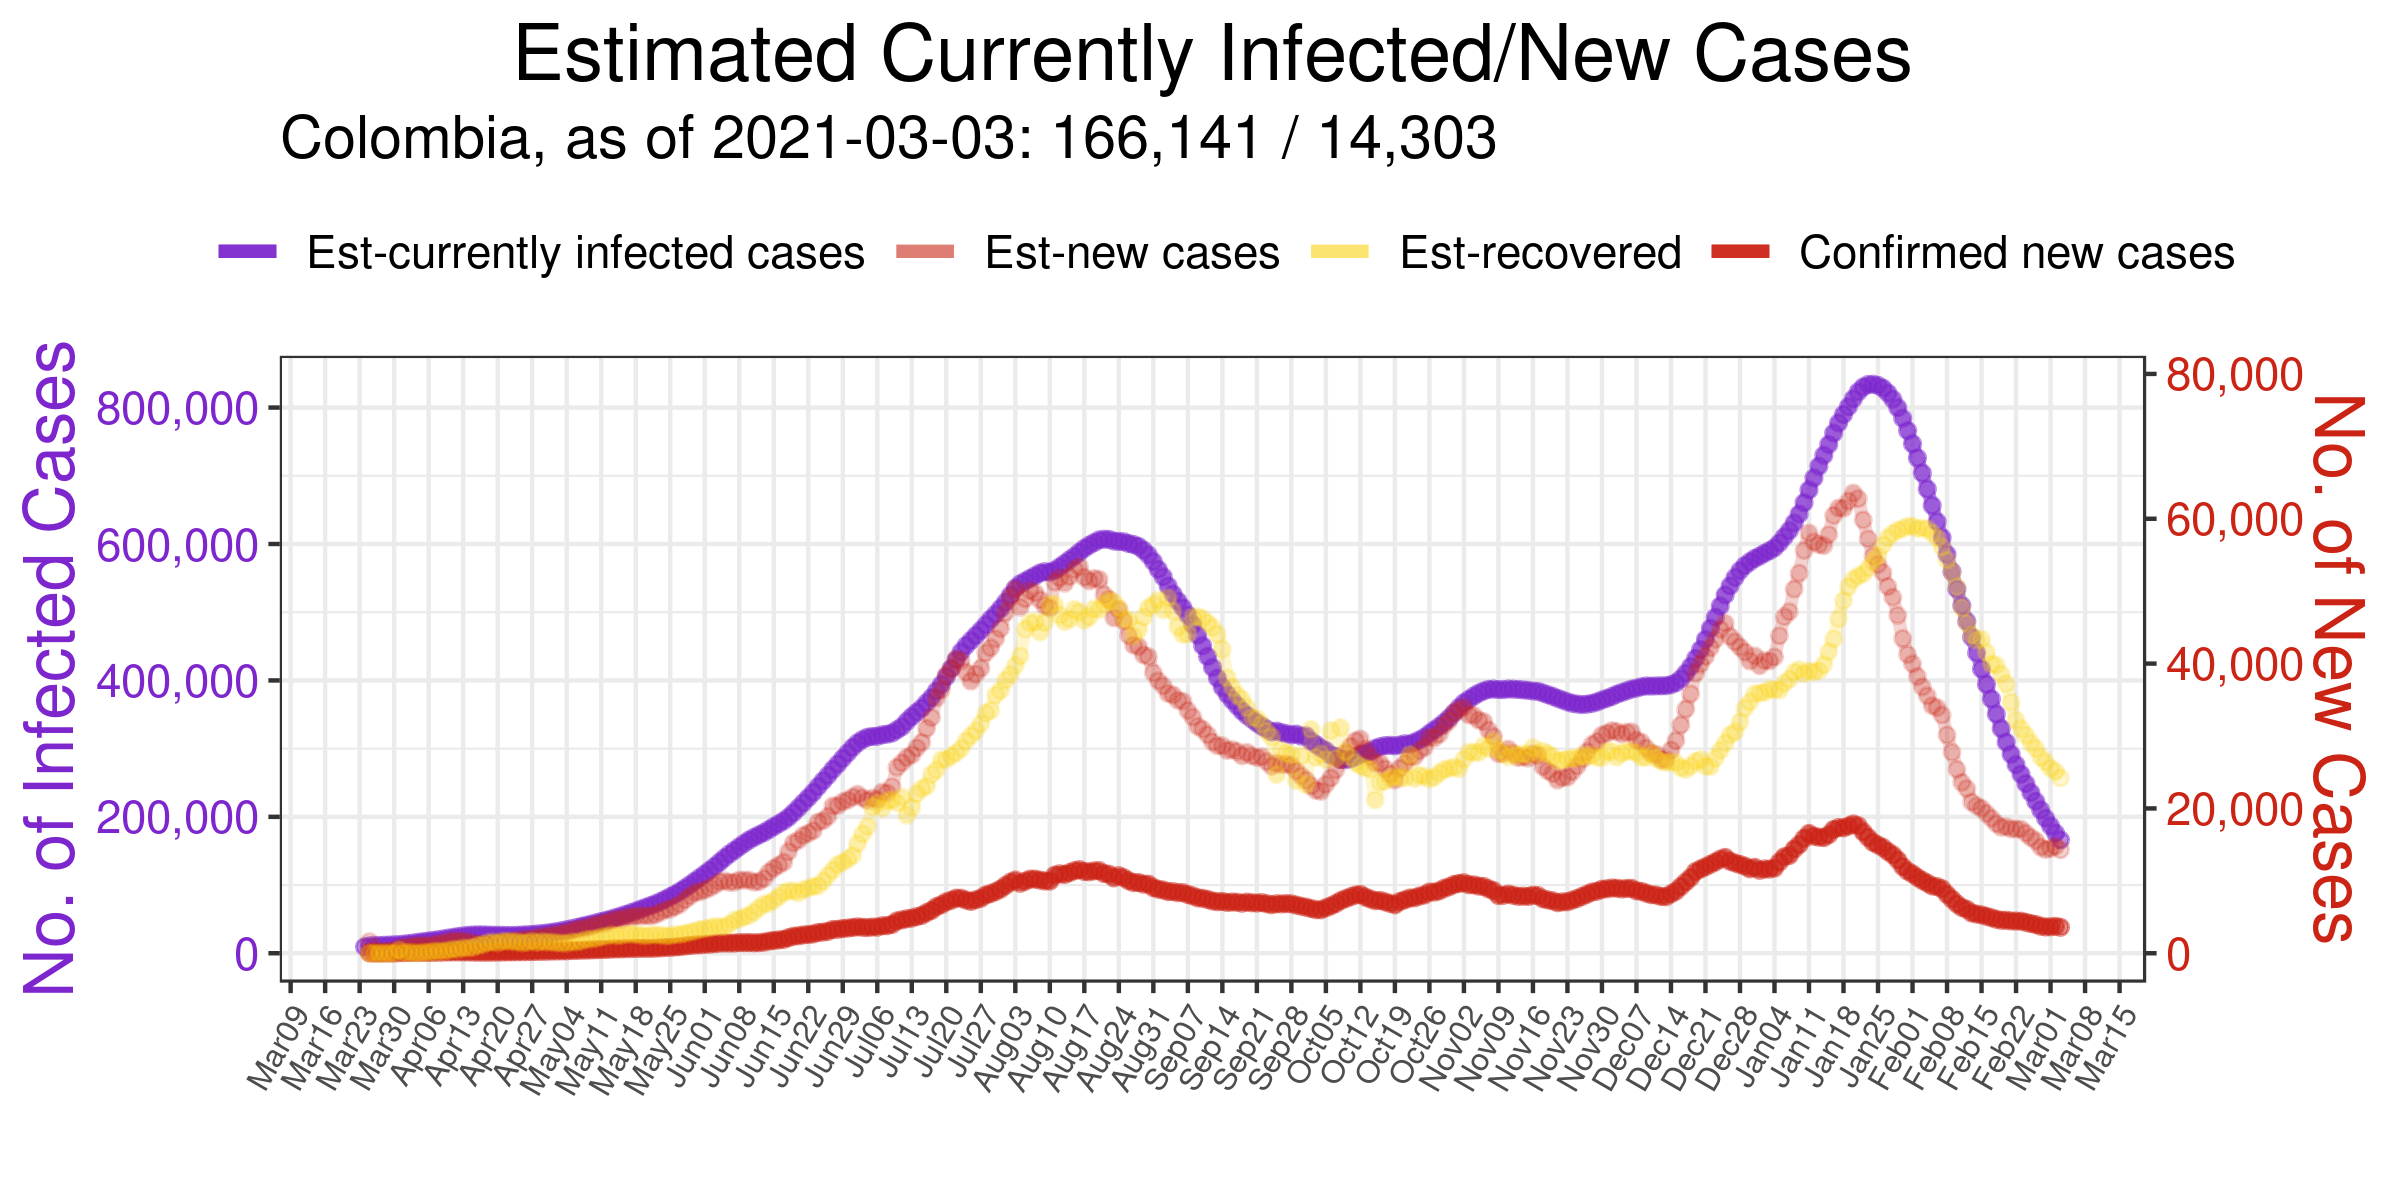 Estimated Currently Infected/New Cases
Colombia, as of 2021-03-03: 166,141 / 14,303
Est-currently infected cases
Est-new cases
Est-recovered
Confirmed new cases
No. of Infected Cases
800,000
600,000
400,000
200,000
0
80,000
60,000
40,000
20,000
0
No. of New Cases
Mar09
Mar16
Mar23
Mar30
Apr06
Apr13
Apr20
Apr27
May04
May11
May18
May25
Jun01
Jun08
Jun15
Jun22
Jun29
Jul06
Jul13
Jul20
Jul27
Aug03
Aug10
Aug17
Aug24
Aug31
Sep07
Sep14
Sep21
Sep28
Oct05
Oct12
Oct19
Oct26
Nov02
Nov09
Nov16
Nov23
Nov30
Dec07
Dec14
Dec21
Dec28
Jan04
Jan11
Jan18
Jan25
Feb01
Feb08
Feb15
Feb22
Mar01
Mar08
Mar15